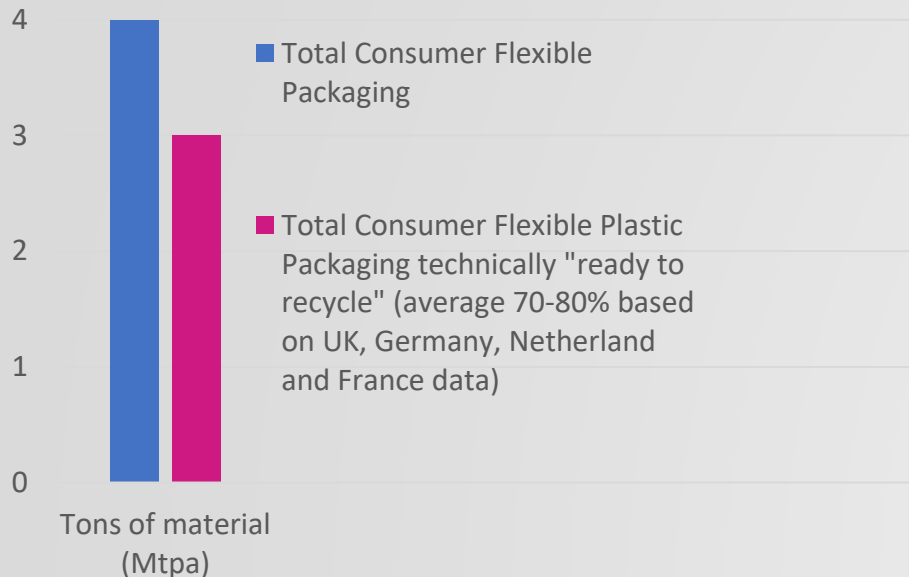 4
3
2
1
0
Total Consumer Flexible
Packaging
Total Consumer Flexible Plastic
Packaging technically "ready to
recycle" (average 70-80% based
on UK, Germany, Netherland
and France data)
Tons of material
(Mtpa)